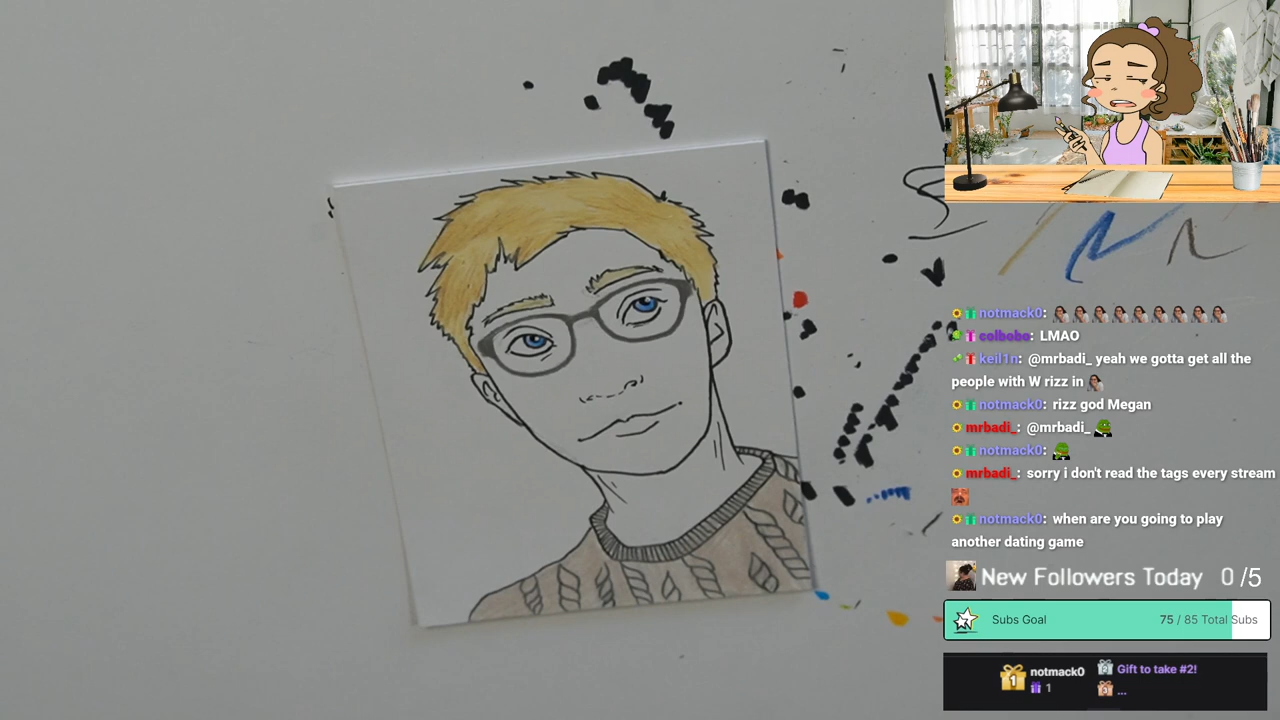 notmack0:
colbobo: LMAO
keil1n: @mrbadi_ yeah we gotta get all the
people with W rizz in
notmack0: rizz god Megan
mrbadi_: @mrbadi_
notmack0:
mrbadi_: sorry i don't read the tags every stream
notmack0: when are you going to play
another dating game
New Followers Today 0 /5
Subs Goal 75 / 85 Total Subs
1 notmack0 1
Gift to take #2!
...